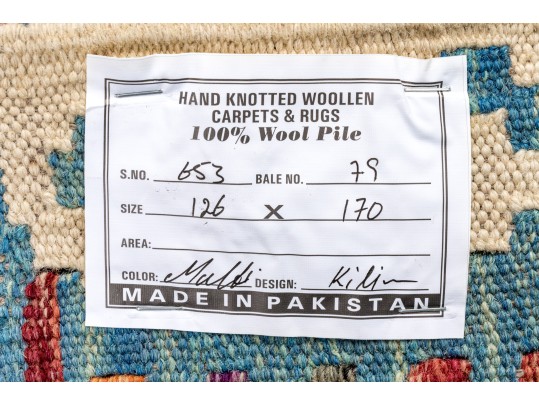 HAND KNOTTED WOOLLEN
CARPETS & RUGS
100% Wool Pile
S.NO. 653 BALE NO. 79
SIZE 126 X 170
AREA:
COLOR: Multi DESIGN: Kilim
MADE IN PAKISTAN